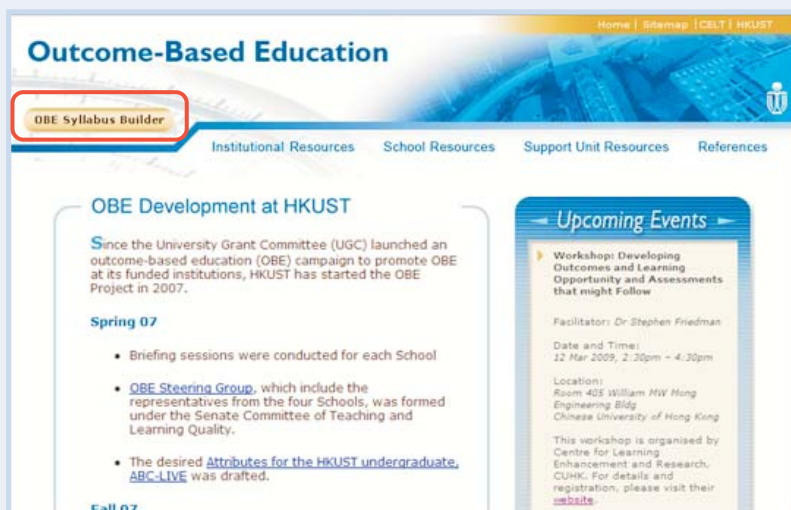 Home | Sitemap | CELT | HKUST
Outcome-Based Education
OBE Syllabus Builder
Institutional Resources School Resources Support Unit Resources References
OBE Development at HKUST
Since the University Grant Committee (UGC) launched an
outcome-based education (OBE) campaign to promote OBE
at its funded institutions, HKUST has started the OBE
Project in 2007.
Spring 07
• Briefing sessions were conducted for each School
• OBE Steering Group, which include the
representatives from the four Schools, was formed
under the Senate Committee of Teaching and
Learning Quality.
• The desired Attributes for the HKUST undergraduate,
ABC-LIVE was drafted.
Fall 07
Upcoming Events
Workshop: Developing
Outcomes and Learning
Opportunity and Assessments
that might Follow
Facilitator: Dr Stephen Friedman
Date and Time:
12 Mar 2009, 2:30pm - 4:30pm
Location:
Room 405 William MW Mong
Engineering Bldg
Chinese University of Hong Kong
This workshop is organised by
Centre for Learning
Enhancement and Research,
CUHK. For details and
registration, please visit their
website.